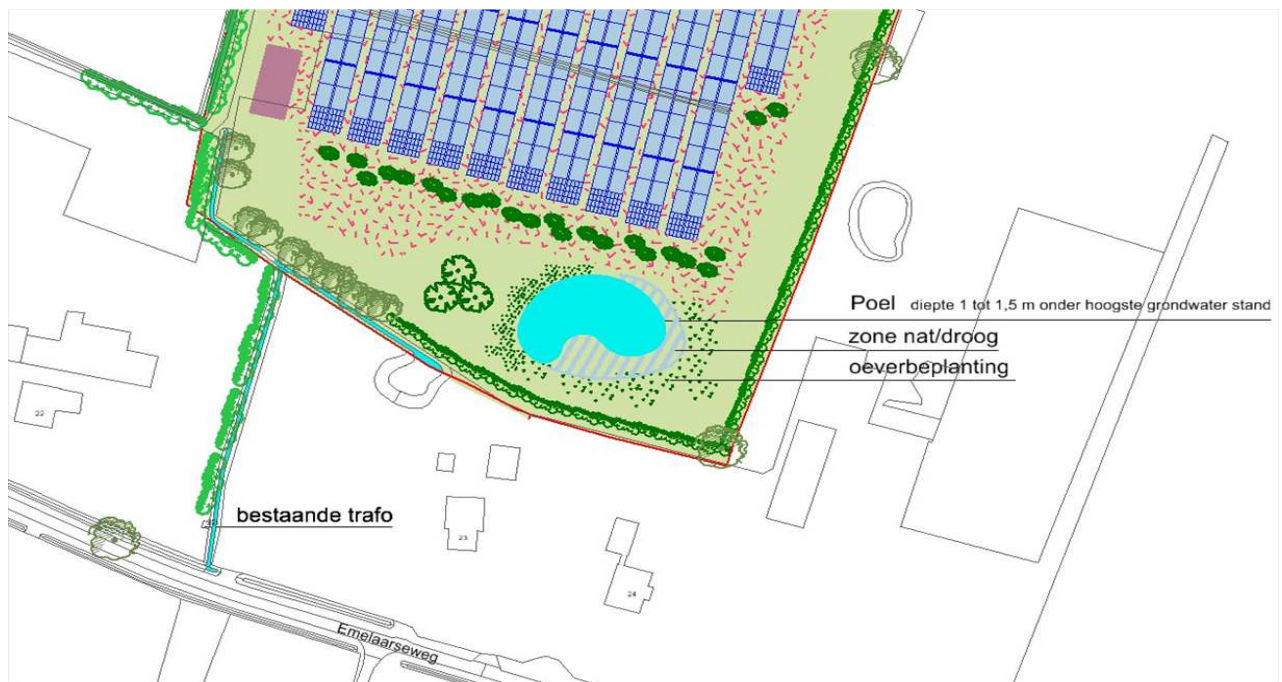 Poel diepte 1 tot 1,5 m onder hoogste grondwater stand
zone nat/droog
oeverbeplanting
22
bestaande trafo
23
24
Emelaarseweg